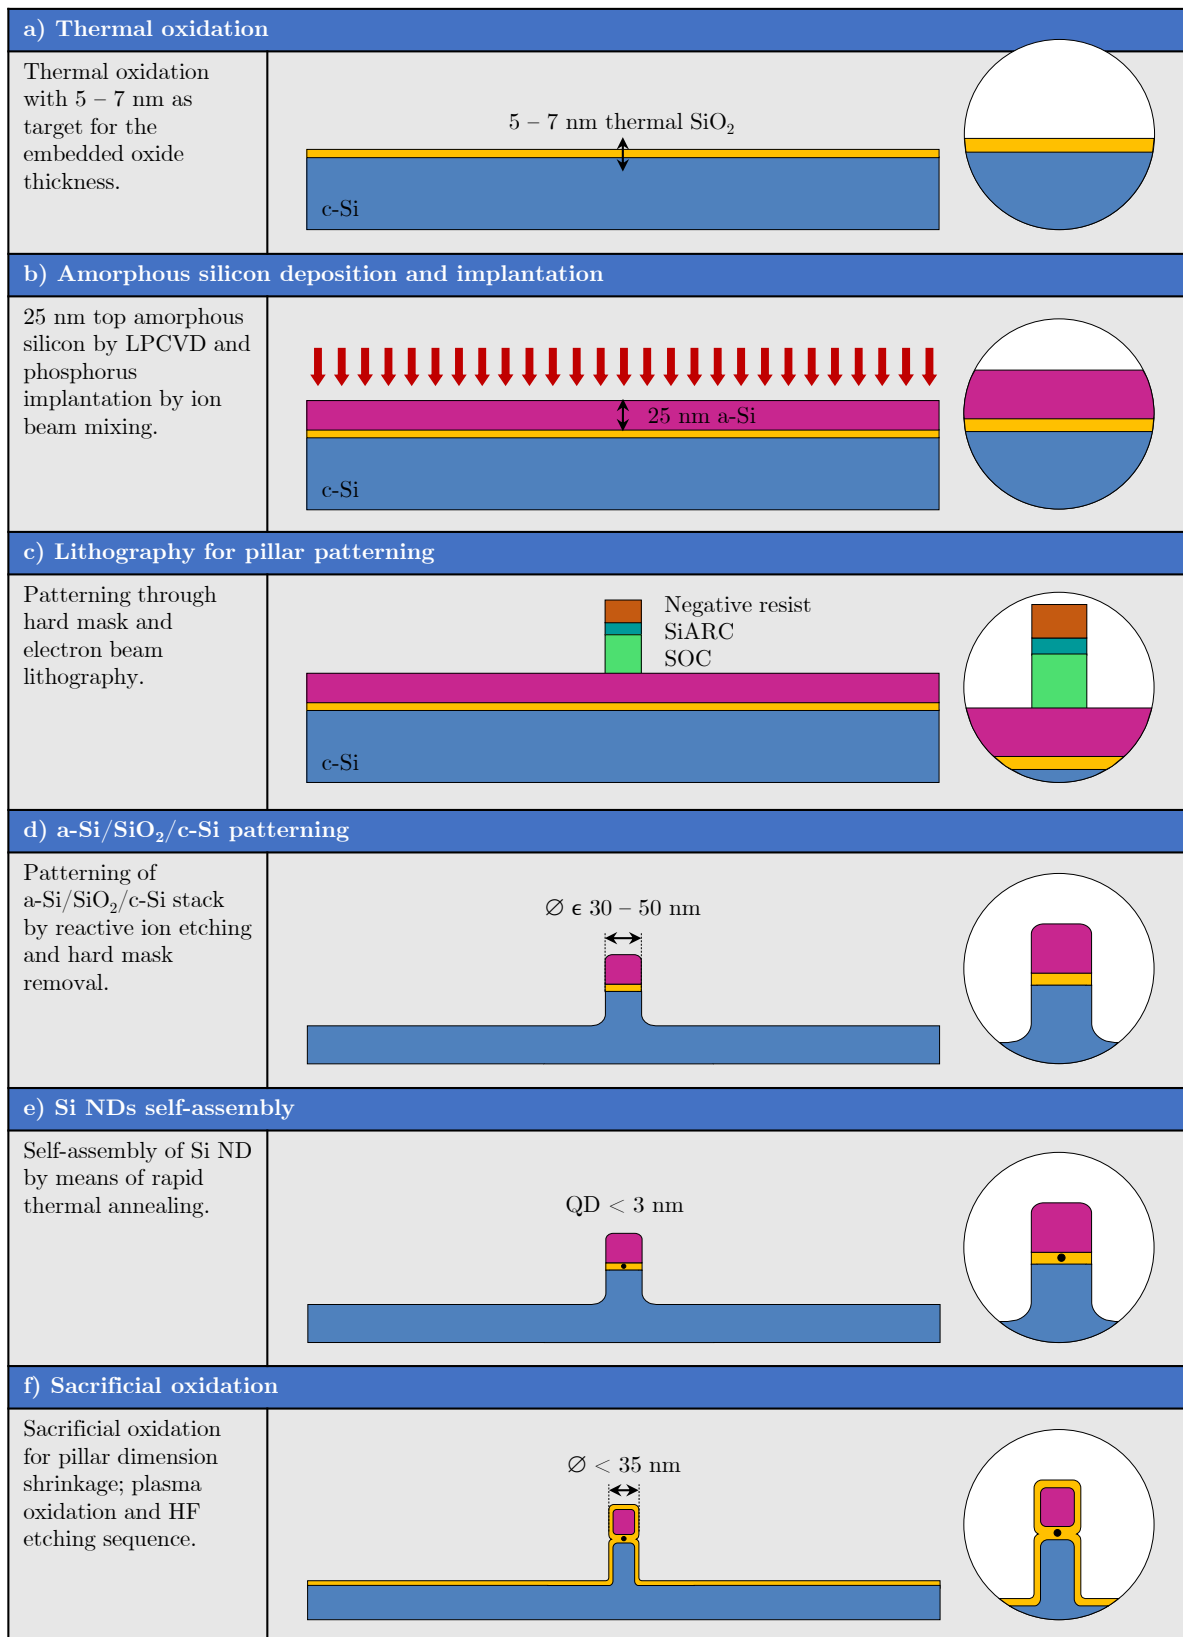 a) Thermal oxidation
Thermal oxidation
with 5 – 7 nm as
target for the
embedded oxide
thickness.
5 – 7 nm thermal SiO₂
c-Si
b) Amorphous silicon deposition and implantation
25 nm top amorphous
silicon by LPCVD and
phosphorus
implantation by ion
beam mixing.
25 nm a-Si
c-Si
c) Lithography for pillar patterning
Patterning through
hard mask and
electron beam
lithography.
Negative resist
SiARC
SOC
c-Si
d) a-Si/SiO₂/c-Si patterning
Patterning of
a-Si/SiO₂/c-Si stack
by reactive ion etching
and hard mask
removal.
∅ ϵ 30 – 50 nm
e) Si NDs self-assembly
Self-assembly of Si ND
by means of rapid
thermal annealing.
QD < 3 nm
f) Sacrificial oxidation
Sacrificial oxidation
for pillar dimension
shrinkage; plasma
oxidation and HF
etching sequence.
∅ < 35 nm